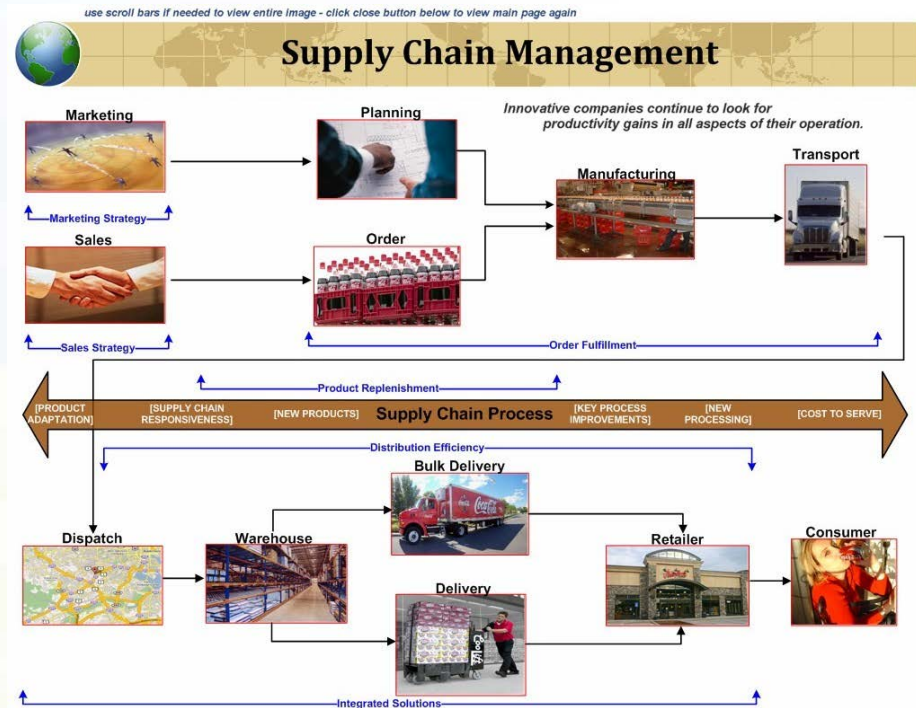 use scroll bars if needed to view entire image - click close button below to view main page again
Supply Chain Management
Innovative companies continue to look for
productivity gains in all aspects of their operation.
Marketing
Planning
Manufacturing
Transport
Marketing Strategy
Sales
Order
Sales Strategy
Order Fulfillment
Product Replenishment
[PRODUCT
ADAPTATION]
[SUPPLY CHAIN
RESPONSIVENESS]
[NEW PRODUCTS]
Supply Chain Process
[KEY PROCESS
IMPROVEMENTS]
[NEW
PROCESSING]
[COST TO SERVE]
Distribution Efficiency
Bulk Delivery
Coca-Cola
Dispatch
Warehouse
Retailer
Consumer
Delivery
Integrated Solutions